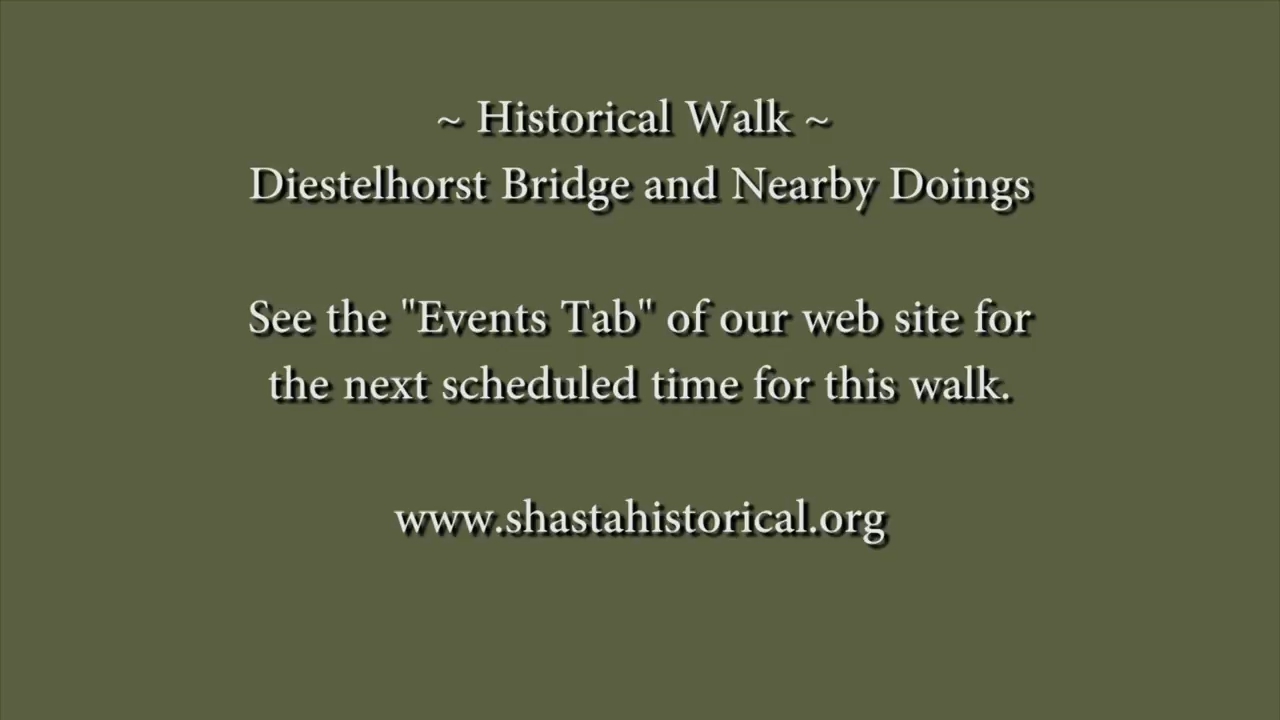 ~ Historical Walk ~
Diestelhorst Bridge and Nearby Doings
See the "Events Tab" of our web site for
the next scheduled time for this walk.
www.shastahistorical.org